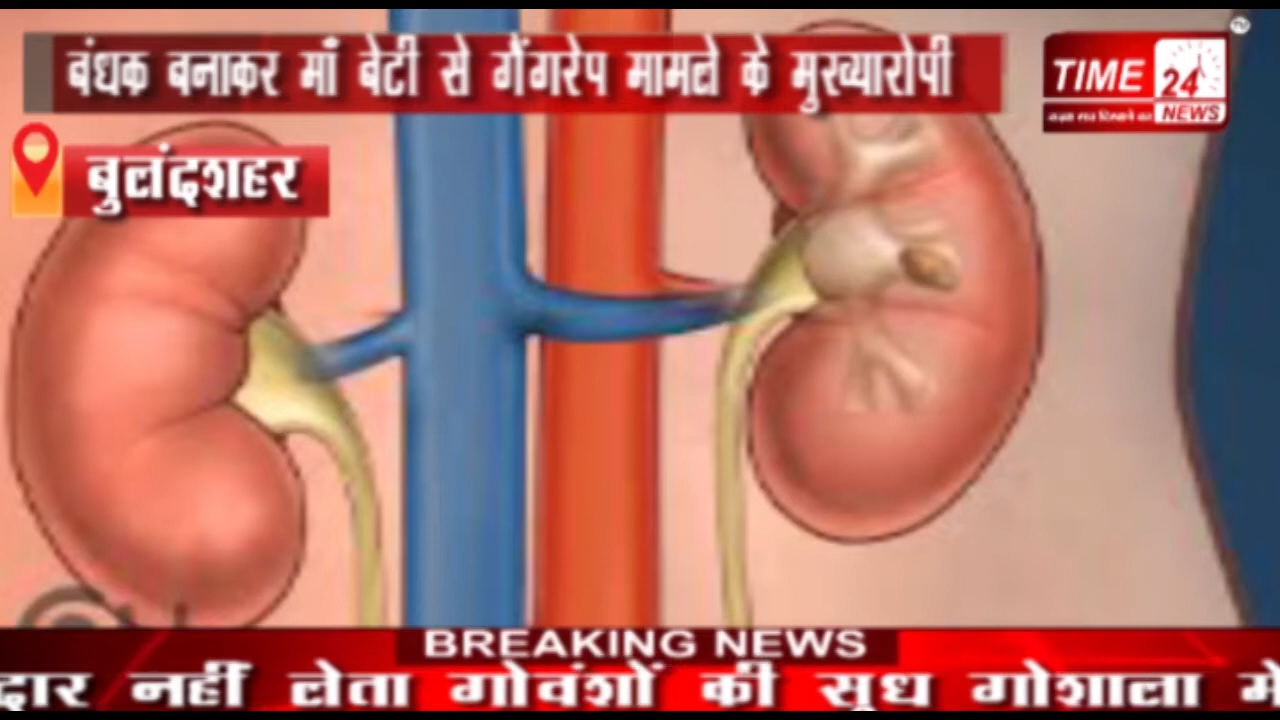 बंधक बनाकर माँ बेटी से गैंगरेप मामले के मुख्यारोपी
TIME 24 NEWS
बुलंदशहर
BREAKING NEWS
द्वार नहीं लेता गोवंशों की सुध गोशाला मे